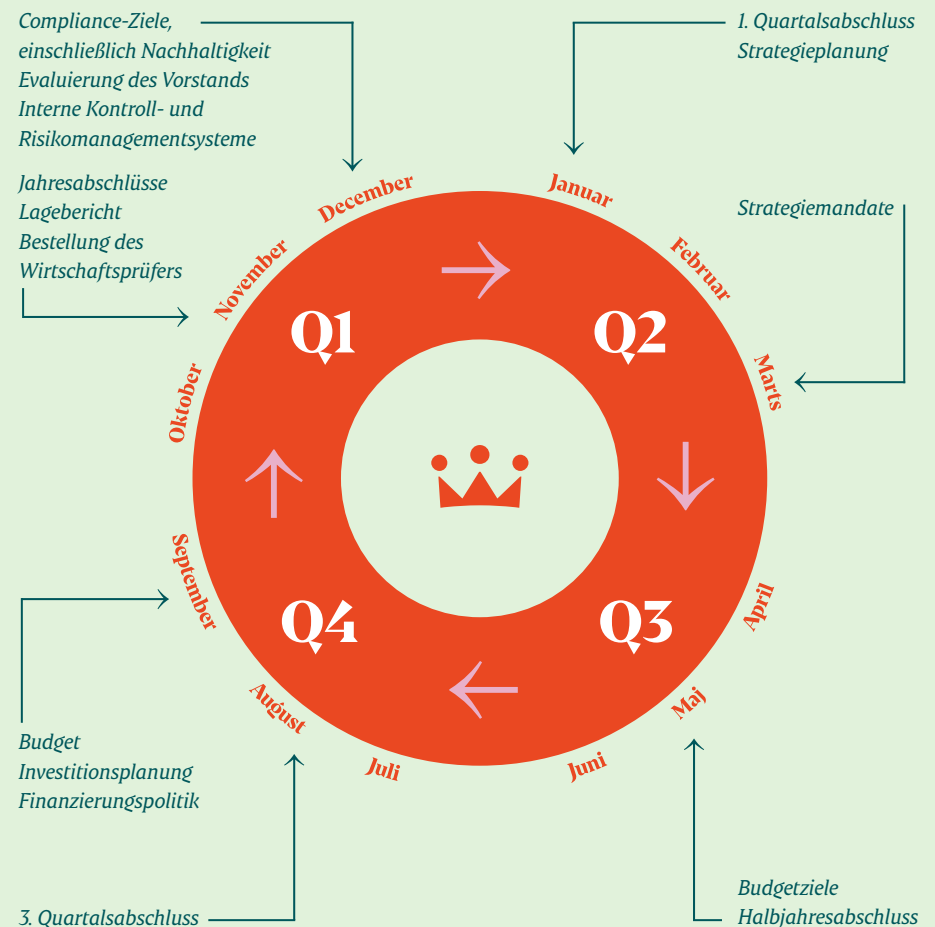 Compliance-Ziele,
einschließlich Nachhaltigkeit
Evaluierung des Vorstands
Interne Kontroll- und
Risikomanagementsysteme
1. Quartalsabschluss
Strategieplanung
Jahresabschlüsse
Lagebericht
Bestellung des
Wirtschaftsprüfers
Strategiemandate
December
Januar
November
Februar
Q1
Q2
Oktober
Marts
September
April
Q4
Q3
August
Maj
Juli
Juni
Budget
Investitionsplanung
Finanzierungspolitik
3. Quartalsabschluss
Budgetziele
Halbjahresabschluss